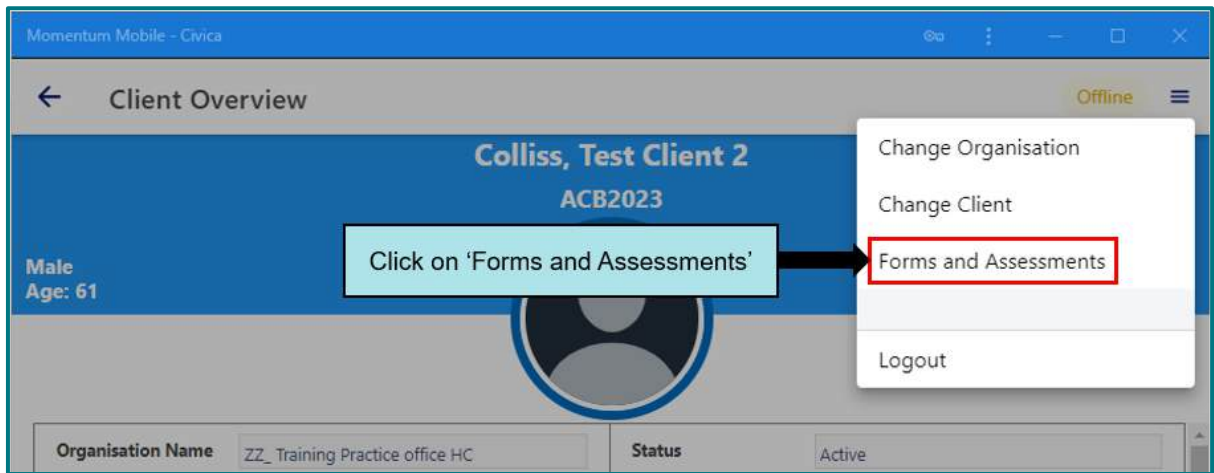 Momentum Mobile - Civica
Client Overview
Offline
Colliss, Test Client 2
ACB2023
Male
Age: 61
Click on ‘Forms and Assessments’
Change Organisation
Change Client
Forms and Assessments
Logout
Organisation Name ZZ_ Training Practice office HC Status Active